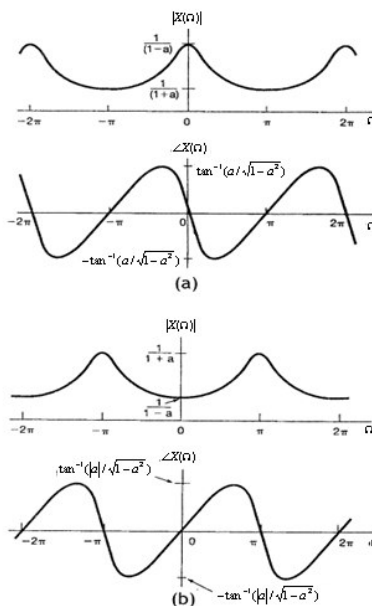 |X(Ω)|
1/(1−a)
1/(1+a)
−2π −π 0 π 2π Ω
∠X(Ω)
tan⁻¹(a/√1−a²)
−2π −π 0 π 2π Ω
−tan⁻¹(a/√1−a²)
(a)
|X(Ω)|
1/1 + a
1/1 − a
−2π −π 0 π 2π Ω
∠X(Ω)
tan⁻¹(|a|/√1−a²)
−2π −π 0 π 2π
−tan⁻¹(|a|/√1−a²)
(b)